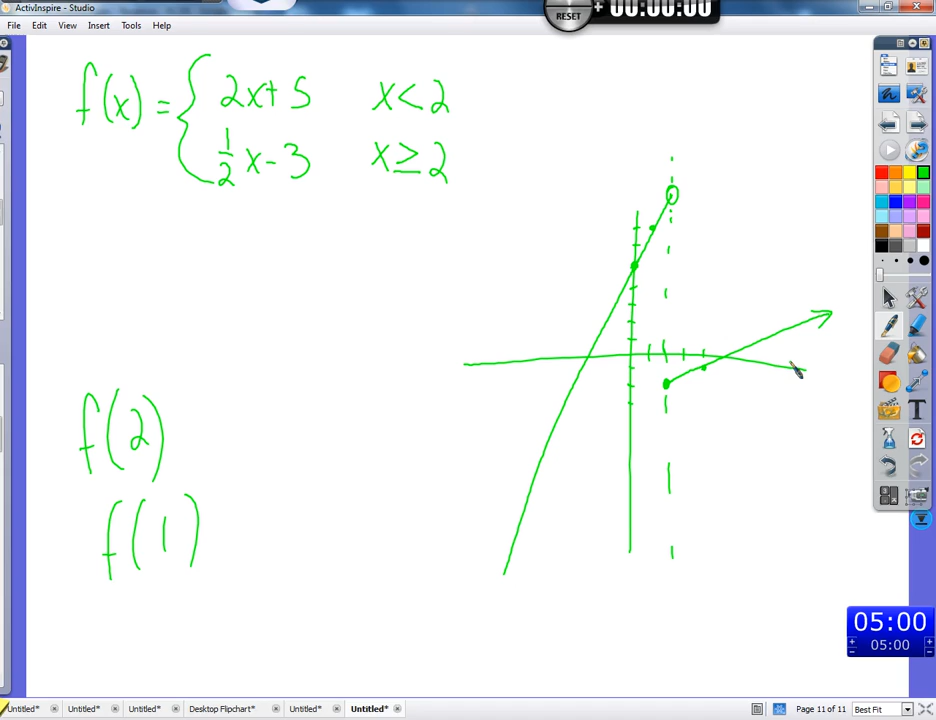 ActivInspire - Studio
RESET
00:00:00
File Edit View Insert Tools Help
f(x) = { 2x + 5 x < 2
1/2 x - 3 x ≥ 2
f(2)
f(1)
05:00
05:00
Untitled* Untitled* Untitled* Desktop Flipchart* Untitled* Untitled* Page 11 of 11 Best Fit